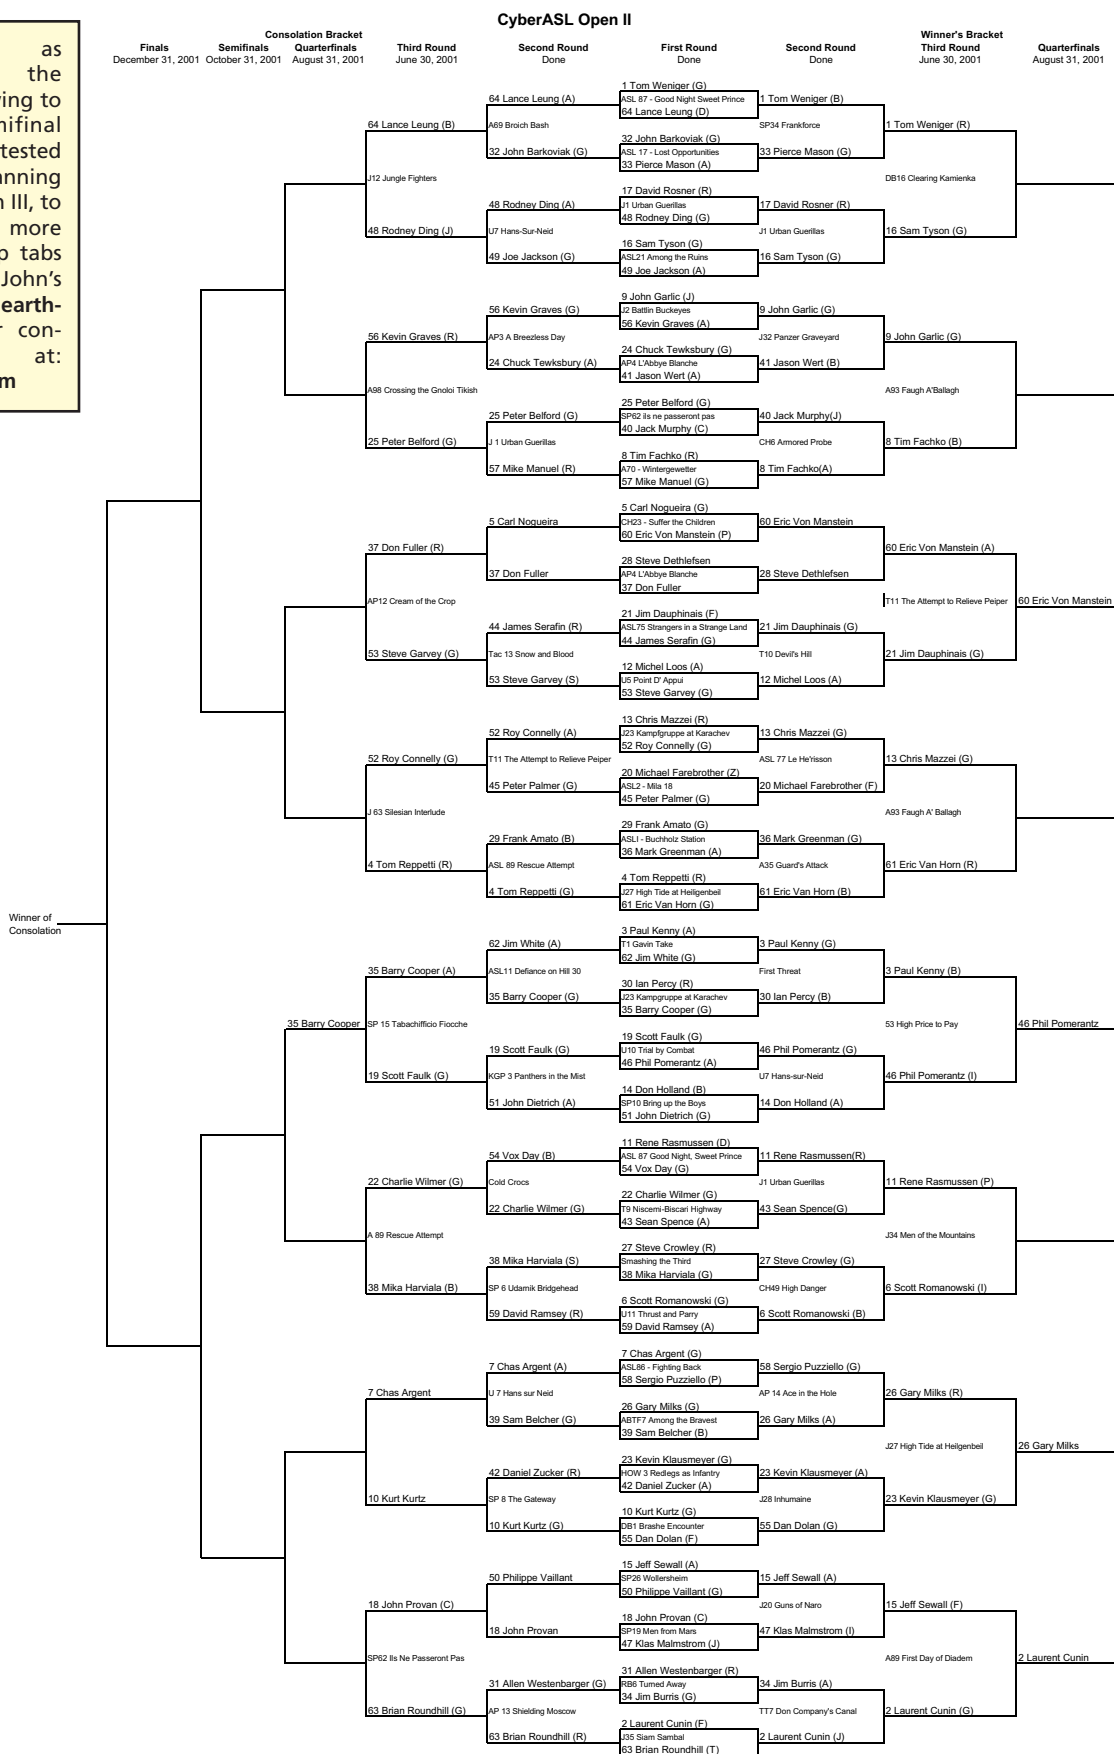 CyberASL Open II
as
the
ing to
mifinal
tested
anning
n III, to
more
p tabs
John's
earth-
r con-
at:
m
Consolation Bracket
Winner's Bracket
Finals
December 31, 2001
Semifinals
October 31, 2001
Quarterfinals
August 31, 2001
Third Round
June 30, 2001
Second Round
Done
First Round
Done
Second Round
Done
Third Round
June 30, 2001
Quarterfinals
August 31, 2001
Winner of
Consolation
35 Barry Cooper
64 Lance Leung (B)
J12 Jungle Fighters
48 Rodney Ding (J)
56 Kevin Graves (R)
A98 Crossing the Gnoloi Tikish
25 Peter Belford (G)
37 Don Fuller (R)
AP12 Cream of the Crop
53 Steve Garvey (G)
52 Roy Connelly (G)
J 63 Silesian Interlude
4 Tom Reppetti (R)
35 Barry Cooper (A)
SP 15 Tabachifficio Fiocche
19 Scott Faulk (G)
22 Charlie Wilmer (G)
A 89 Rescue Attempt
38 Mika Harviala (B)
7 Chas Argent
10 Kurt Kurtz
18 John Provan (C)
SP62 Ils Ne Passeront Pas
63 Brian Roundhill (G)
64 Lance Leung (A)
A69 Broich Bash
32 John Barkoviak (G)
48 Rodney Ding (A)
U7 Hans-Sur-Neid
49 Joe Jackson (G)
56 Kevin Graves (G)
AP3 A Breezless Day
24 Chuck Tewksbury (A)
25 Peter Belford (G)
J 1 Urban Guerillas
57 Mike Manuel (R)
5 Carl Nogueira
37 Don Fuller
44 James Serafin (R)
Tac 13 Snow and Blood
53 Steve Garvey (S)
52 Roy Connelly (A)
T11 The Attempt to Relieve Peiper
45 Peter Palmer (G)
29 Frank Amato (B)
ASL 89 Rescue Attempt
4 Tom Reppetti (G)
62 Jim White (A)
ASL11 Defiance on Hill 30
35 Barry Cooper (G)
19 Scott Faulk (G)
KGP 3 Panthers in the Mist
51 John Dietrich (A)
54 Vox Day (B)
Cold Crocs
22 Charlie Wilmer (G)
38 Mika Harviala (S)
SP 6 Udarnik Bridgehead
59 David Ramsey (R)
7 Chas Argent (A)
U 7 Hans sur Neid
39 Sam Belcher (G)
42 Daniel Zucker (R)
SP 8 The Gateway
10 Kurt Kurtz (G)
50 Philippe Vaillant
18 John Provan
31 Allen Westenbarger (G)
AP 13 Shielding Moscow
63 Brian Roundhill (R)
1 Tom Weniger (G)
ASL 87 - Good Night Sweet Prince
64 Lance Leung (D)
32 John Barkoviak (G)
ASL 17 - Lost Opportunities
33 Pierce Mason (A)
17 David Rosner (R)
J1 Urban Guerillas
48 Rodney Ding (G)
16 Sam Tyson (G)
ASL21 Among the Ruins
49 Joe Jackson (A)
9 John Garlic (J)
J2 Battlin Buckeyes
56 Kevin Graves (A)
24 Chuck Tewksbury (G)
AP4 L'Abbye Blanche
41 Jason Wert (A)
25 Peter Belford (G)
SP62 ils ne passeront pas
40 Jack Murphy (C)
8 Tim Fachko (R)
A70 - Wintergewetter
57 Mike Manuel (G)
5 Carl Nogueira (G)
CH23 - Suffer the Children
60 Eric Von Manstein (P)
28 Steve Dethlefsen
AP4 L'Abbye Blanche
37 Don Fuller
21 Jim Dauphinais (F)
ASL75 Strangers in a Strange Land
44 James Serafin (G)
12 Michel Loos (A)
U5 Point D' Appui
53 Steve Garvey (G)
13 Chris Mazzei (R)
J23 Kampfgruppe at Karachev
52 Roy Connelly (G)
20 Michael Farebrother (Z)
ASL2 - Mila 18
45 Peter Palmer (G)
29 Frank Amato (G)
ASLI - Buchholz Station
36 Mark Greenman (A)
4 Tom Reppetti (R)
J27 High Tide at Heiligenbeil
61 Eric Van Horn (G)
3 Paul Kenny (A)
T1 Gavin Take
62 Jim White (G)
30 Ian Percy (R)
J23 Kampgruppe at Karachev
35 Barry Cooper (G)
19 Scott Faulk (G)
U10 Trial by Combat
46 Phil Pomerantz (A)
14 Don Holland (B)
SP10 Bring up the Boys
51 John Dietrich (G)
11 Rene Rasmussen (D)
ASL 87 Good Night, Sweet Prince
54 Vox Day (G)
22 Charlie Wilmer (G)
T9 Niscemi-Biscari Highway
43 Sean Spence (A)
27 Steve Crowley (R)
Smashing the Third
38 Mika Harviala (G)
6 Scott Romanowski (G)
U11 Thrust and Parry
59 David Ramsey (A)
7 Chas Argent (G)
ASL86 - Fighting Back
58 Sergio Puzziello (P)
26 Gary Milks (G)
ABTF7 Among the Bravest
39 Sam Belcher (B)
23 Kevin Klausmeyer (G)
HOW 3 Redlegs as Infantry
42 Daniel Zucker (A)
10 Kurt Kurtz (G)
DB1 Brashe Encounter
55 Dan Dolan (F)
15 Jeff Sewall (A)
SP26 Wollersheim
50 Philippe Vaillant (G)
18 John Provan (C)
SP19 Men from Mars
47 Klas Malmstrom (J)
31 Allen Westenbarger (R)
RB6 Turned Away
34 Jim Burris (G)
2 Laurent Cunin (F)
J35 Siam Sambal
63 Brian Roundhill (T)
1 Tom Weniger (B)
SP34 Frankforce
33 Pierce Mason (G)
17 David Rosner (R)
J1 Urban Guerillas
16 Sam Tyson (G)
9 John Garlic (G)
J32 Panzer Graveyard
41 Jason Wert (B)
40 Jack Murphy(J)
CH6 Armored Probe
8 Tim Fachko(A)
60 Eric Von Manstein
28 Steve Dethlefsen
21 Jim Dauphinais (G)
T10 Devil's Hill
12 Michel Loos (A)
13 Chris Mazzei (G)
ASL 77 Le He'risson
20 Michael Farebrother (F)
36 Mark Greenman (G)
A35 Guard's Attack
61 Eric Van Horn (B)
3 Paul Kenny (G)
First Threat
30 Ian Percy (B)
46 Phil Pomerantz (G)
U7 Hans-sur-Neid
14 Don Holland (A)
11 Rene Rasmussen(R)
J1 Urban Guerillas
43 Sean Spence(G)
27 Steve Crowley (G)
CH49 High Danger
6 Scott Romanowski (B)
58 Sergio Puzziello (G)
AP 14 Ace in the Hole
26 Gary Milks (A)
23 Kevin Klausmeyer (A)
J28 Inhumaine
55 Dan Dolan (G)
15 Jeff Sewall (A)
J20 Guns of Naro
47 Klas Malmstrom (I)
34 Jim Burris (A)
TT7 Don Company's Canal
2 Laurent Cunin (J)
1 Tom Weniger (R)
DB16 Clearing Kamienka
16 Sam Tyson (G)
9 John Garlic (G)
A93 Faugh A'Ballagh
8 Tim Fachko (B)
60 Eric Von Manstein (A)
T11 The Attempt to Relieve Peiper
21 Jim Dauphinais (G)
13 Chris Mazzei (G)
A93 Faugh A' Ballagh
61 Eric Van Horn (R)
3 Paul Kenny (B)
53 High Price to Pay
46 Phil Pomerantz (I)
11 Rene Rasmussen (P)
J34 Men of the Mountains
6 Scott Romanowski (I)
26 Gary Milks (R)
J27 High Tide at Heilgenbeil
23 Kevin Klausmeyer (G)
15 Jeff Sewall (F)
A89 First Day of Diadem
2 Laurent Cunin (G)
60 Eric Von Manstein
46 Phil Pomerantz
26 Gary Milks
2 Laurent Cunin